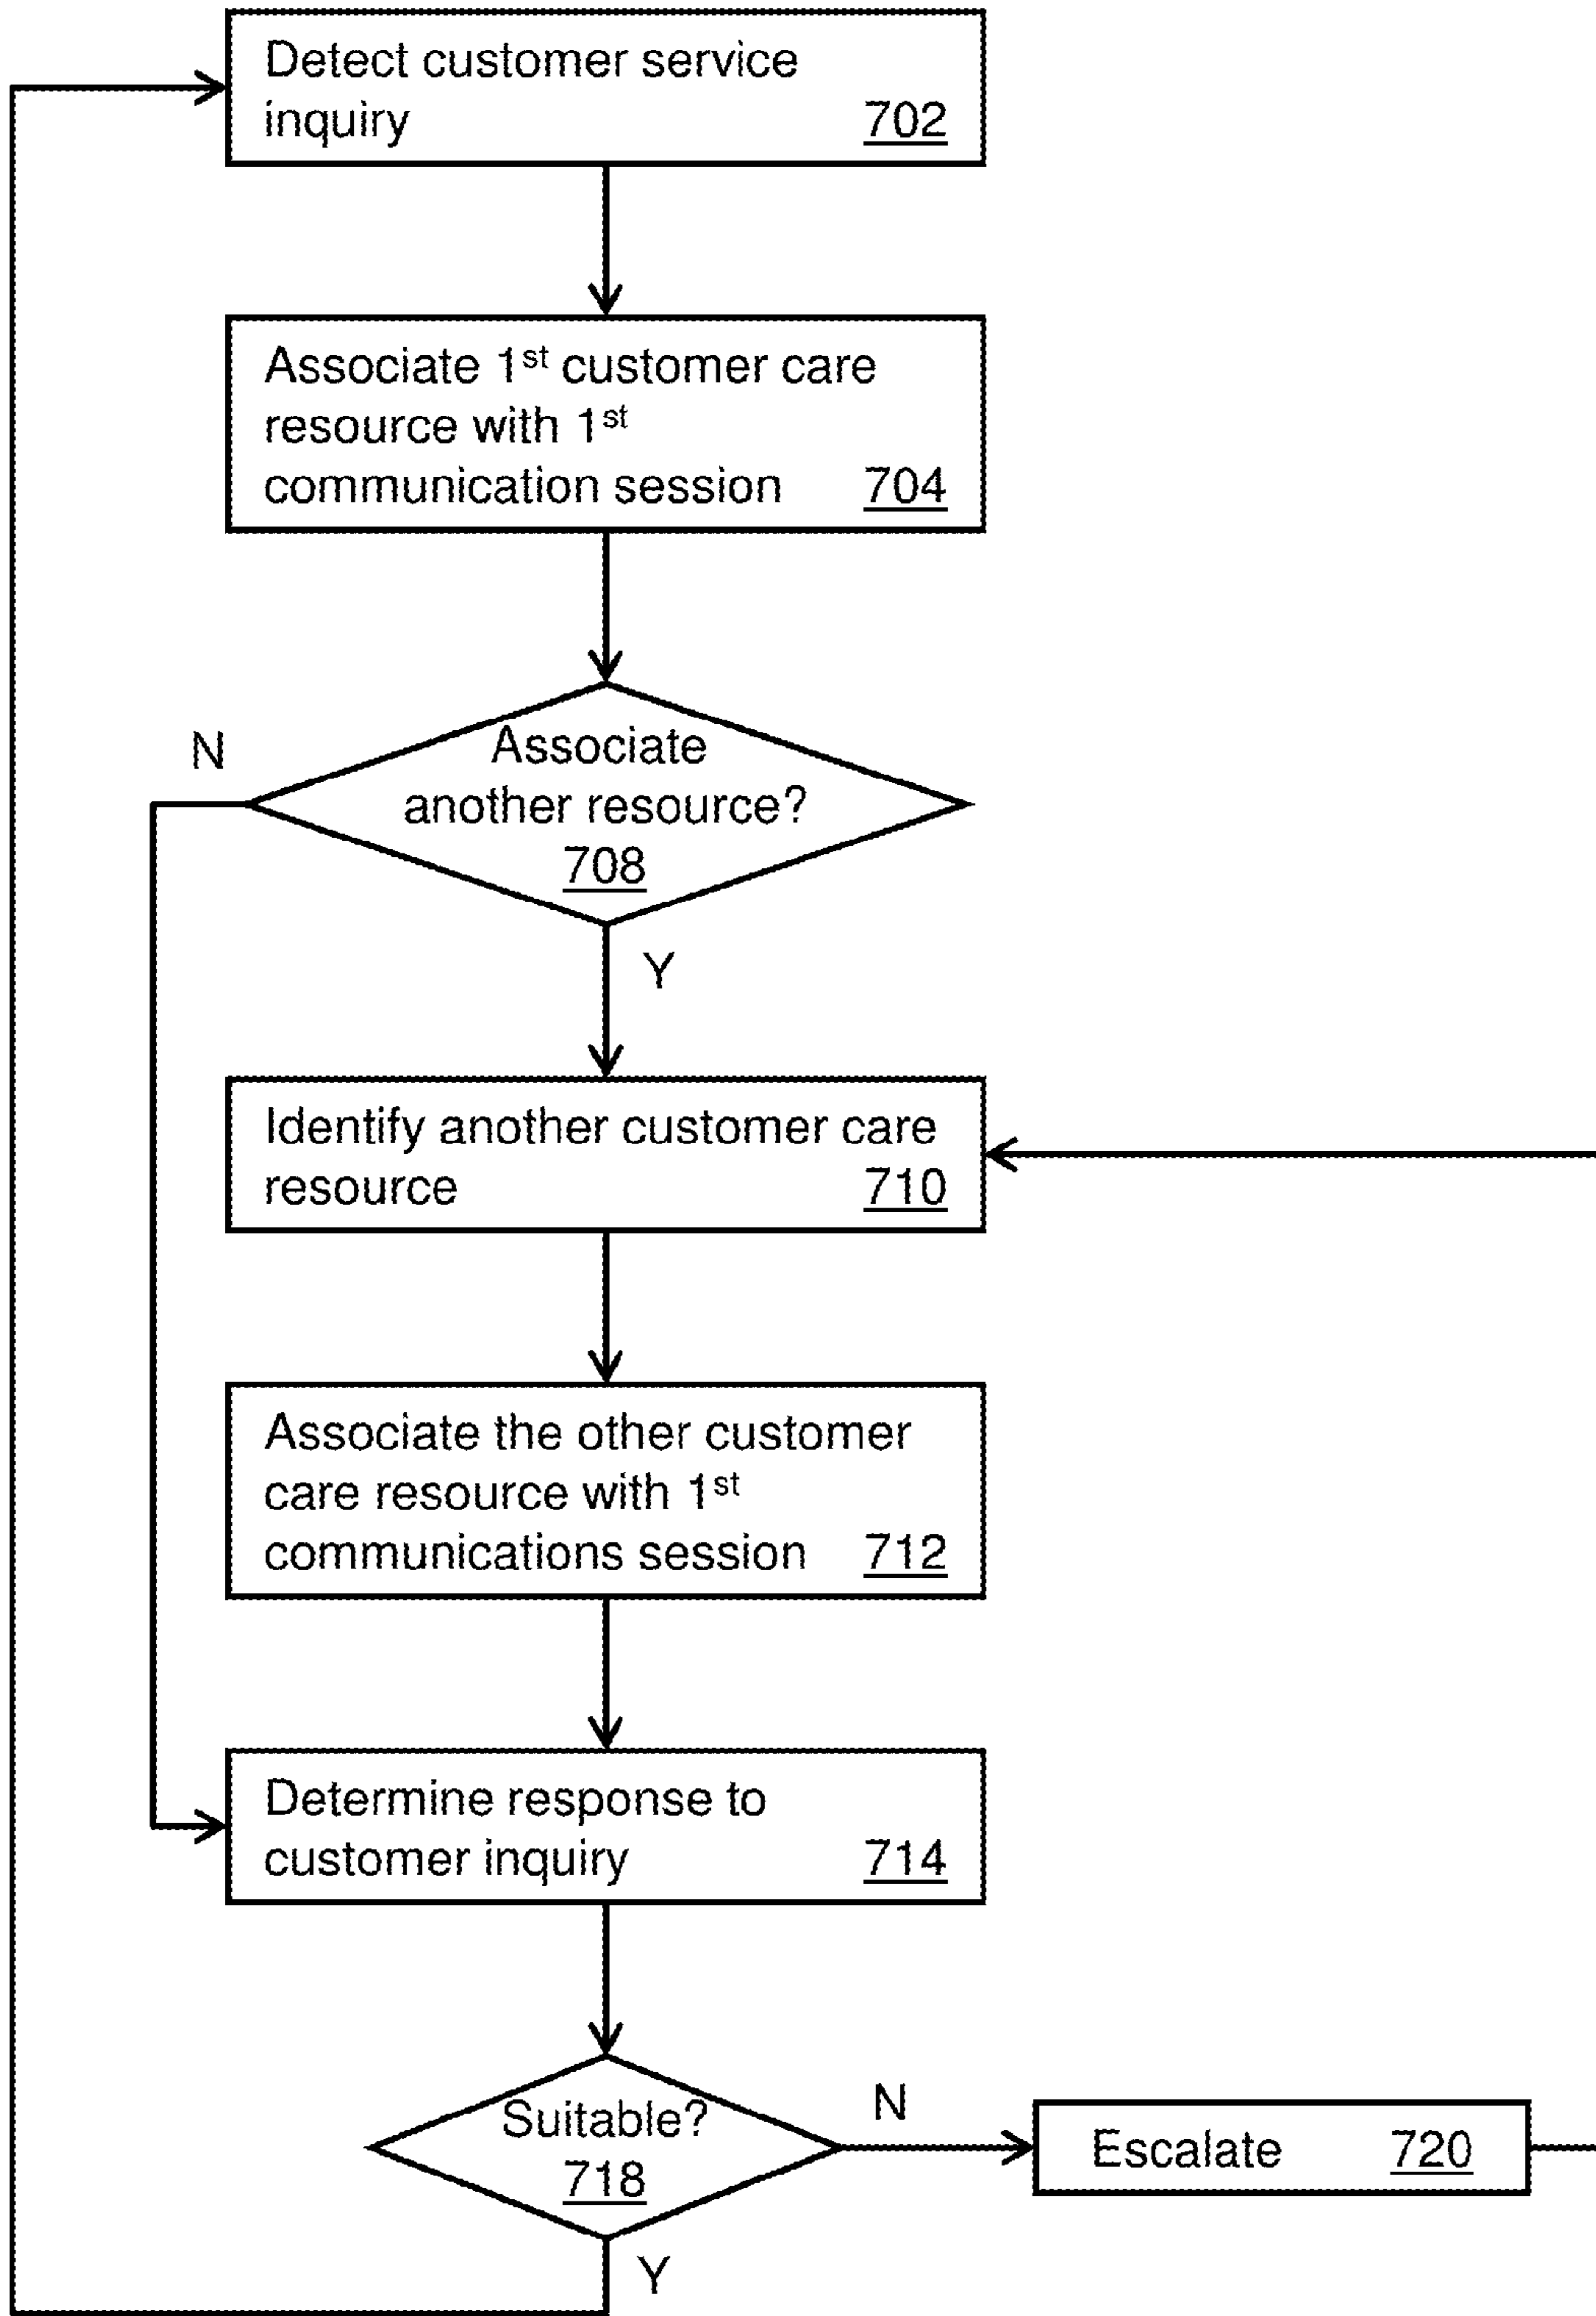 Detect customer service
inquiry 702
Associate 1st customer care
resource with 1st
communication session 704
N
Associate
another resource?
708
Y
Identify another customer care
resource 710
Associate the other customer
care resource with 1st
communications session 712
Determine response to
customer inquiry 714
Suitable?
718
N
Escalate 720
Y